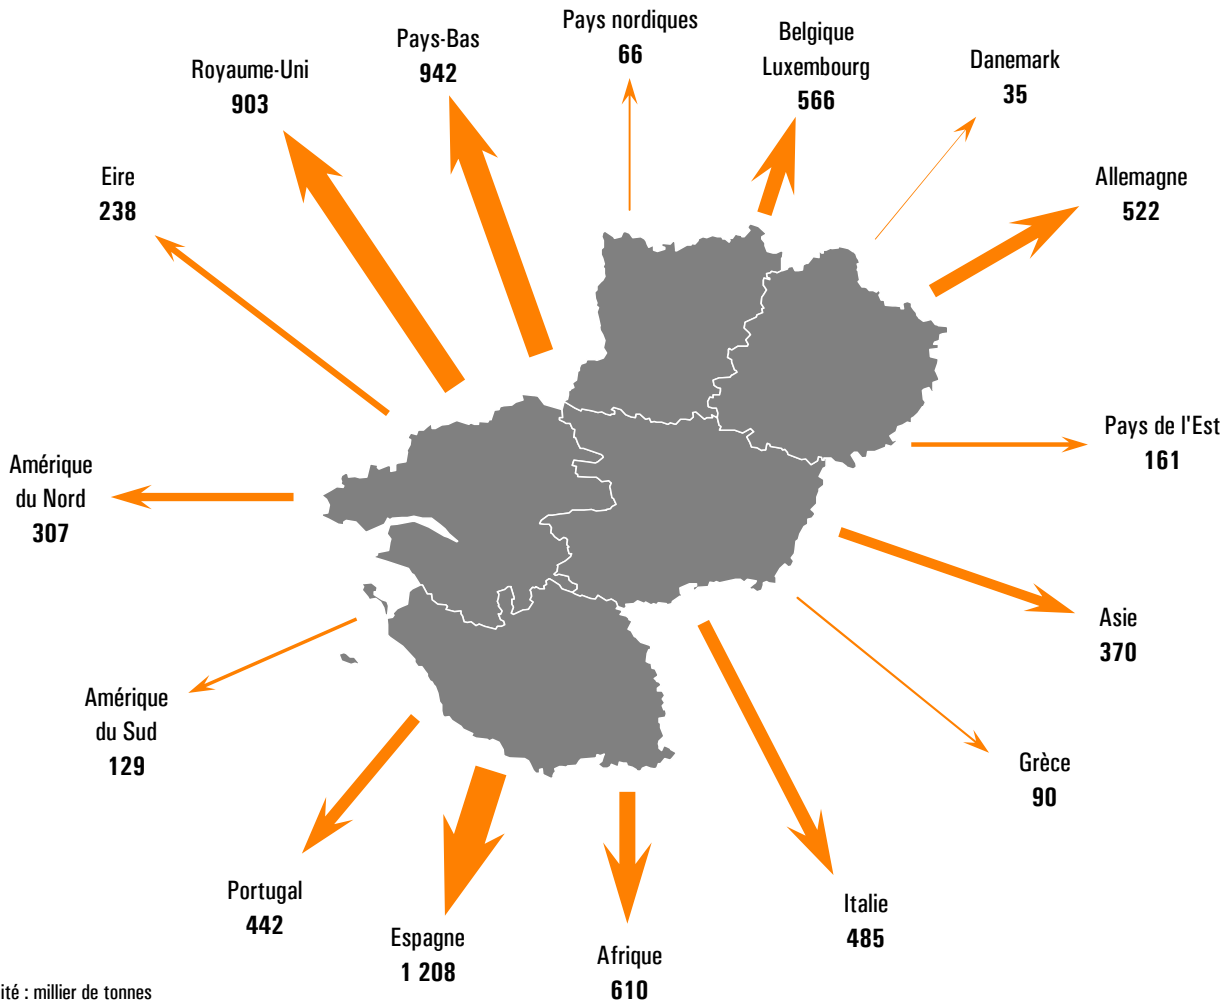 Pays nordiques
66
Belgique
Luxembourg
566
Pays-Bas
942
Danemark
35
Royaume-Uni
903
Eire
238
Allemagne
522
Pays de l'Est
161
Amérique
du Nord
307
Asie
370
Amérique
du Sud
129
Grèce
90
Portugal
442
Italie
485
Espagne
1 208
Afrique
610
ité : millier de tonnes